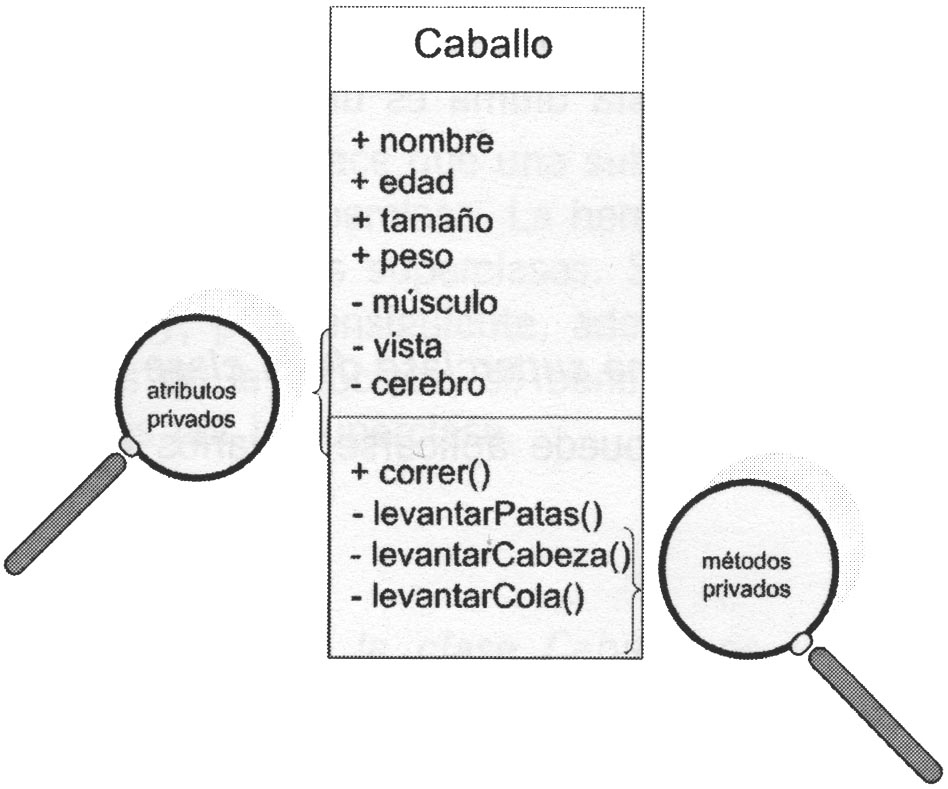 Caballo
+ nombre
+ edad
+ tamaño
+ peso
- músculo
- vista
- cerebro
atributos
privados
+ correr()
- levantarPatas()
- levantarCabeza()
- levantarCola()
métodos
privados